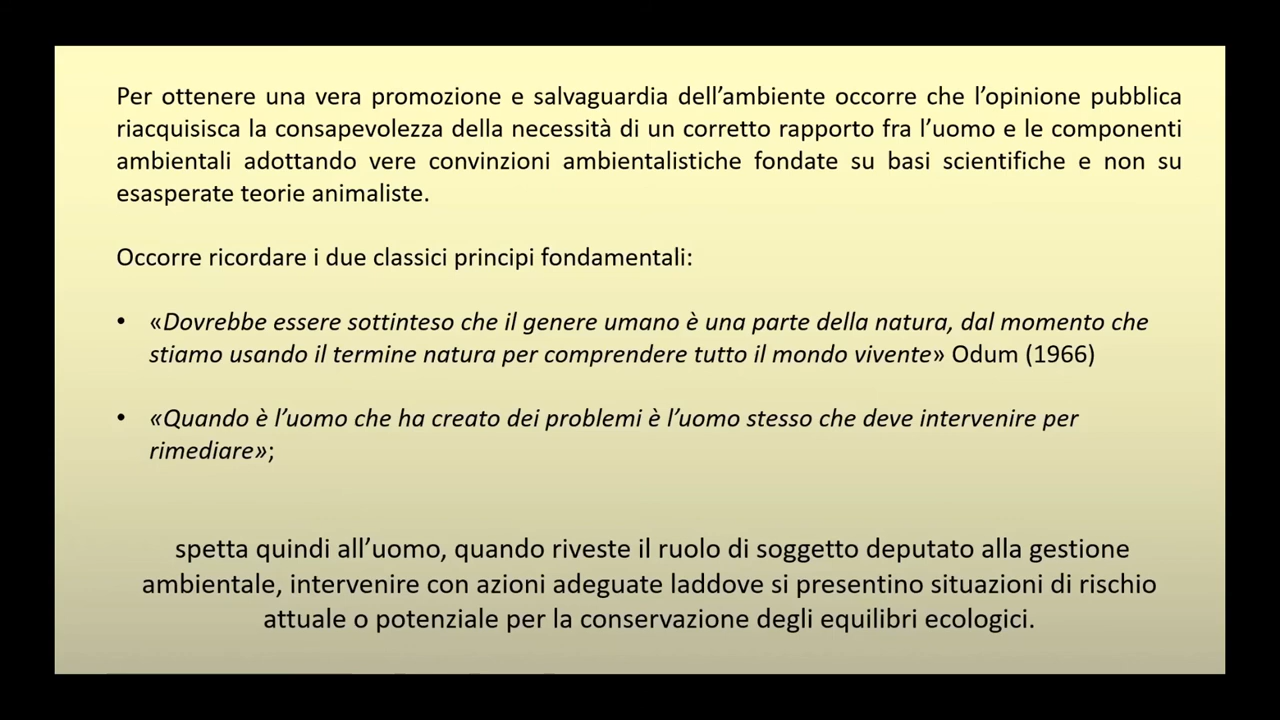 Per ottenere una vera promozione e salvaguardia dell’ambiente occorre che l’opinione pubblica
riacquisisca la consapevolezza della necessità di un corretto rapporto fra l’uomo e le componenti
ambientali adottando vere convinzioni ambientalistiche fondate su basi scientifiche e non su
esasperate teorie animaliste.
Occorre ricordare i due classici principi fondamentali:
• «Dovrebbe essere sottinteso che il genere umano è una parte della natura, dal momento che
stiamo usando il termine natura per comprendere tutto il mondo vivente» Odum (1966)
• «Quando è l’uomo che ha creato dei problemi è l’uomo stesso che deve intervenire per
rimediare»;
spetta quindi all’uomo, quando riveste il ruolo di soggetto deputato alla gestione
ambientale, intervenire con azioni adeguate laddove si presentino situazioni di rischio
attuale o potenziale per la conservazione degli equilibri ecologici.